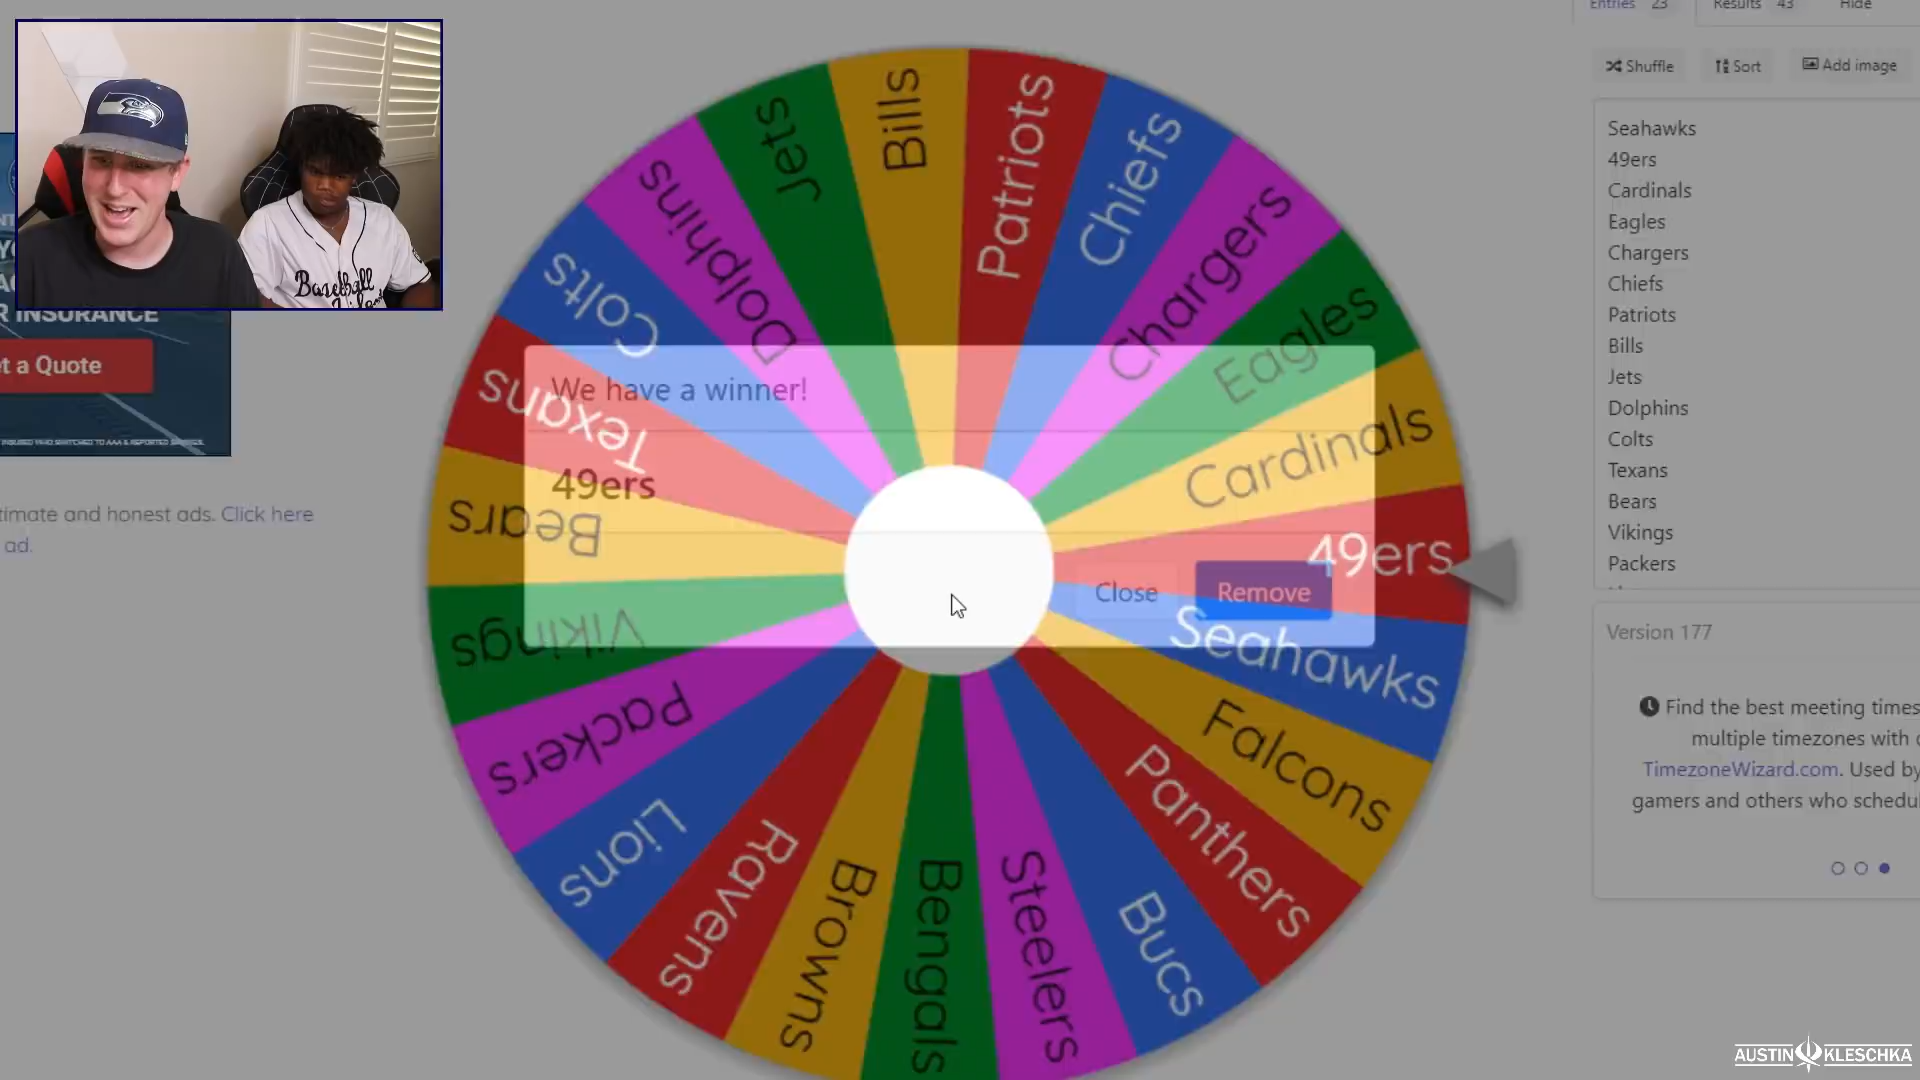 Entries 23
Results 43
Hide
Shuffle
Sort
Add image
Seahawks
49ers
Cardinals
Eagles
Chargers
Chiefs
Patriots
Bills
Jets
Dolphins
Colts
Texans
Bears
Vikings
Packers
Version 177
Find the best meeting times
multiple timezones with
TimezoneWizard.com. Used by
gamers and others who schedul
Baseball
R INSURANCE
t a Quote
timate and honest ads. Click here
ad.
We have a winner!
49ers
Close
Remove
Bills
Patriots
Chiefs
Chargers
Eagles
Cardinals
49ers
Seahawks
Falcons
Panthers
Bucs
Steelers
Bengals
Browns
Ravens
Lions
Packers
Vikings
Bears
Texans
Colts
Dolphins
Jets
AUSTIN KLESCHKA